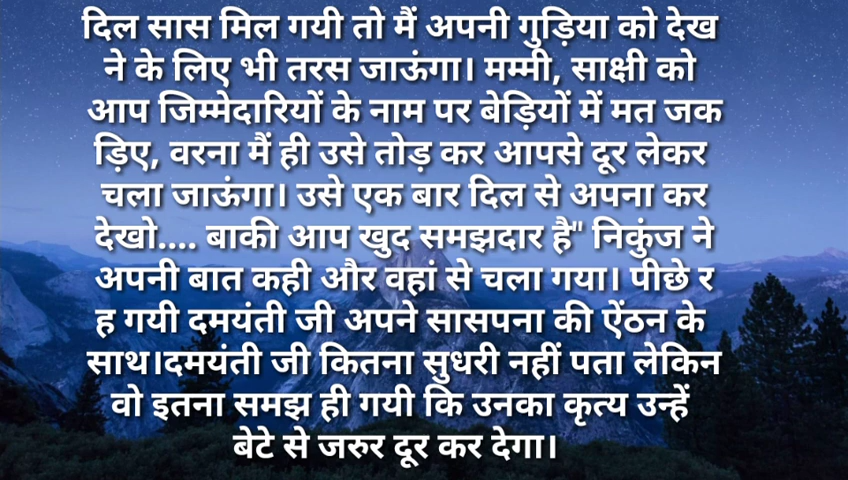 दिल सास मिल गयी तो मैं अपनी गुड़िया को देख
ने के लिए भी तरस जाऊंगा। मम्मी, साक्षी को
आप जिम्मेदारियों के नाम पर बेड़ियों में मत जक
ड़िए, वरना मैं ही उसे तोड़ कर आपसे दूर लेकर
चला जाऊंगा। उसे एक बार दिल से अपना कर
देखो.... बाकी आप खुद समझदार है" निकुंज ने
अपनी बात कही और वहां से चला गया। पीछे र
ह गयी दमयंती जी अपने सासपना की ऐंठन के
साथ।दमयंती जी कितना सुधरी नहीं पता लेकिन
वो इतना समझ ही गयी कि उनका कृत्य उन्हें
बेटे से जरुर दूर कर देगा।